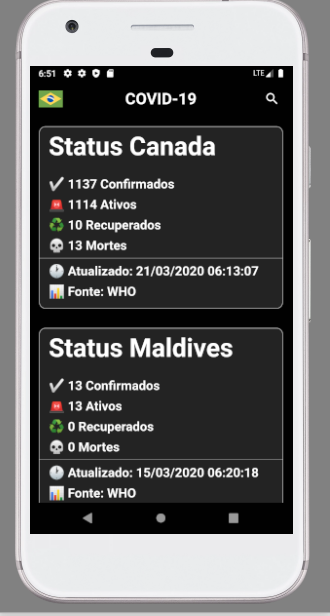 6:51
LTE
COVID-19
Status Canada
1137 Confirmados
1114 Ativos
10 Recuperados
13 Mortes
Atualizado: 21/03/2020 06:13:07
Fonte: WHO
Status Maldives
13 Confirmados
13 Ativos
0 Recuperados
0 Mortes
Atualizado: 15/03/2020 06:20:18
Fonte: WHO